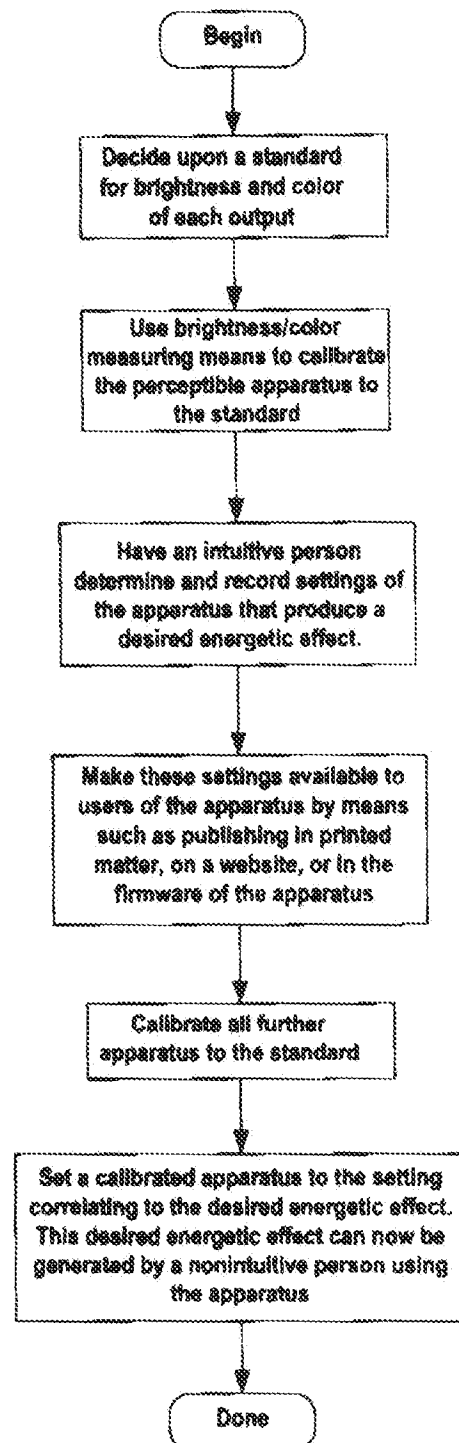 Begin
Decide upon a standard
for brightness and color
of each output
Use brightness/color
measuring means to calibrate
the perceptible apparatus to
the standard
Have an intuitive person
determine and record settings of
the apparatus that produce a
desired energetic effect.
Make these settings available to
users of the apparatus by means
such as publishing in printed
matter, on a website, or in the
firmware of the apparatus
Calibrate all further
apparatus to the standard
Set a calibrated apparatus to the setting
correlating to the desired energetic effect.
This desired energetic effect can now be
generated by a nonintuitive person using
the apparatus
Done